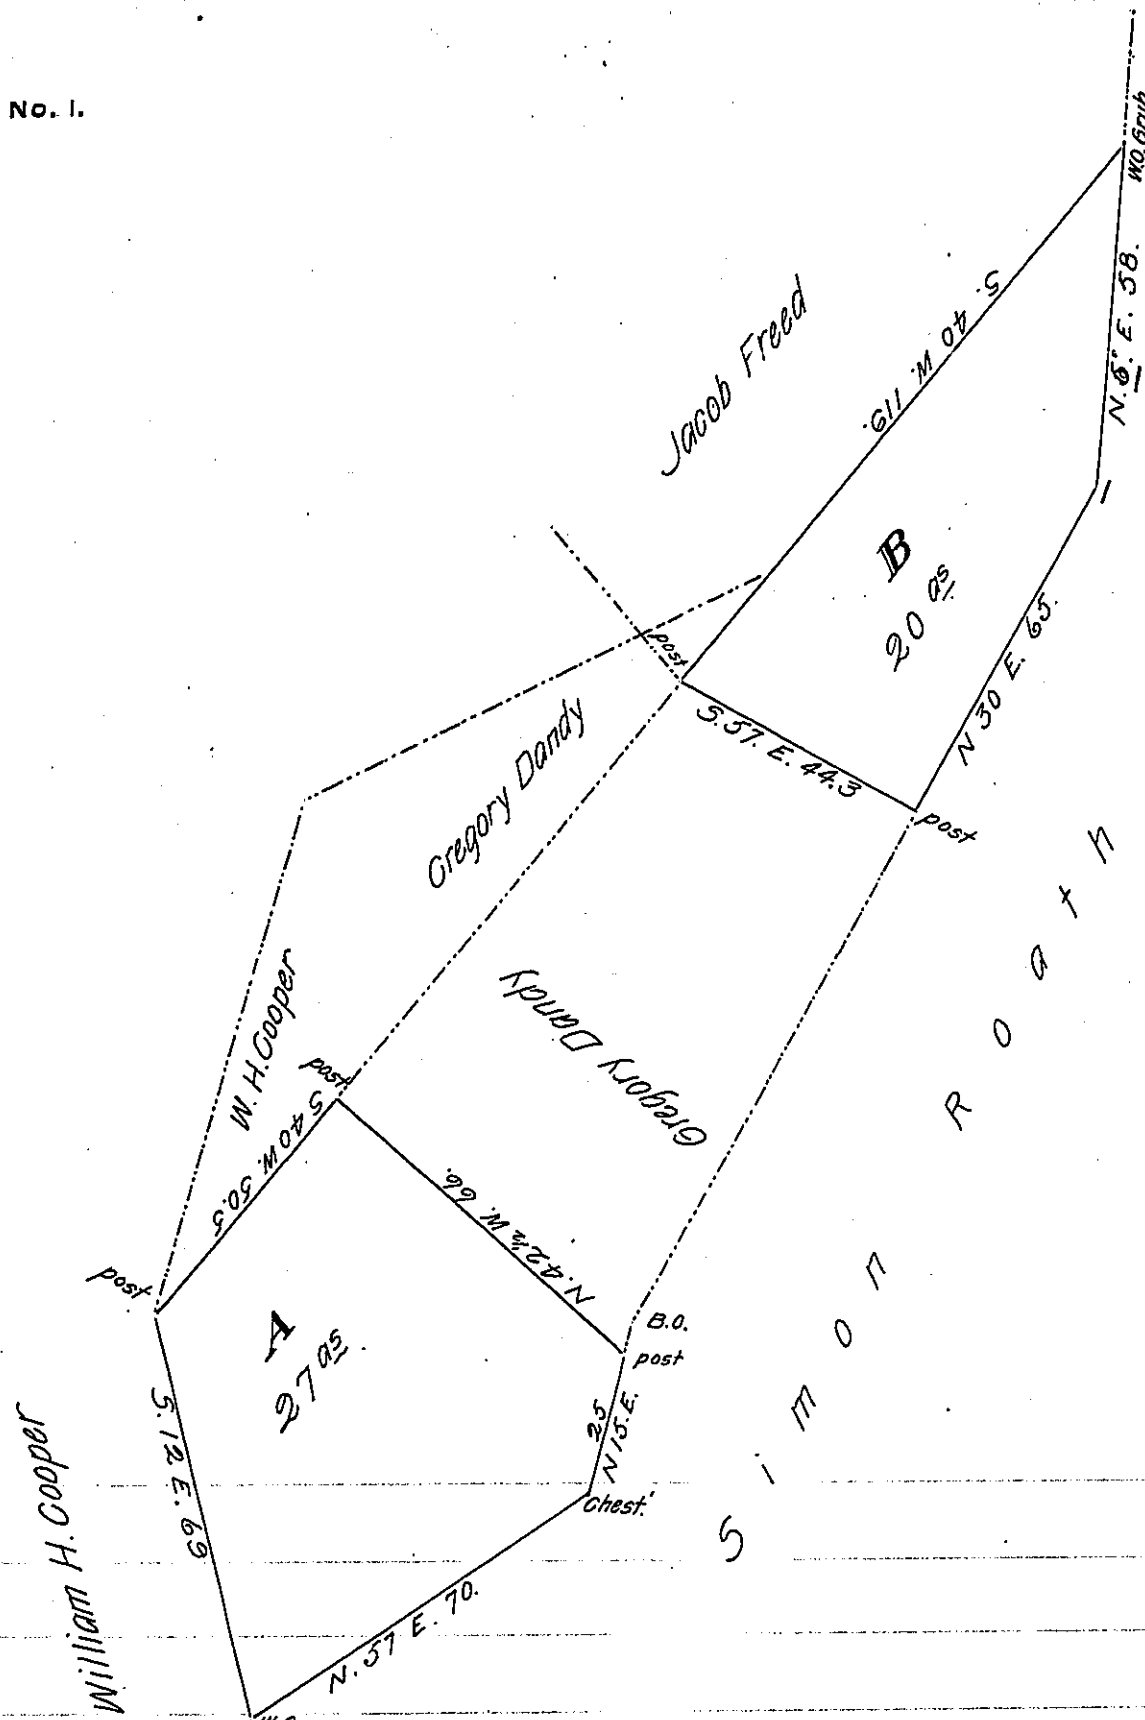 No. 1.
W.O. Grub
N. 5° E. 58.
S. 40 W. 119.
Jacob Freed
B
20 as
N 30 E. 65.
post
S. 57. E. 44.3
post
Gregory Dandy
Gregory Dandy
W. H. Cooper
post
S 40 W. 50.5
N. 42½ W. 66.
post
A
27 as
B.O.
post
25
N 15. E.
Chest.
S. 12 E. 69
N. 57 E. 70.
William H. Cooper
Simon Roath